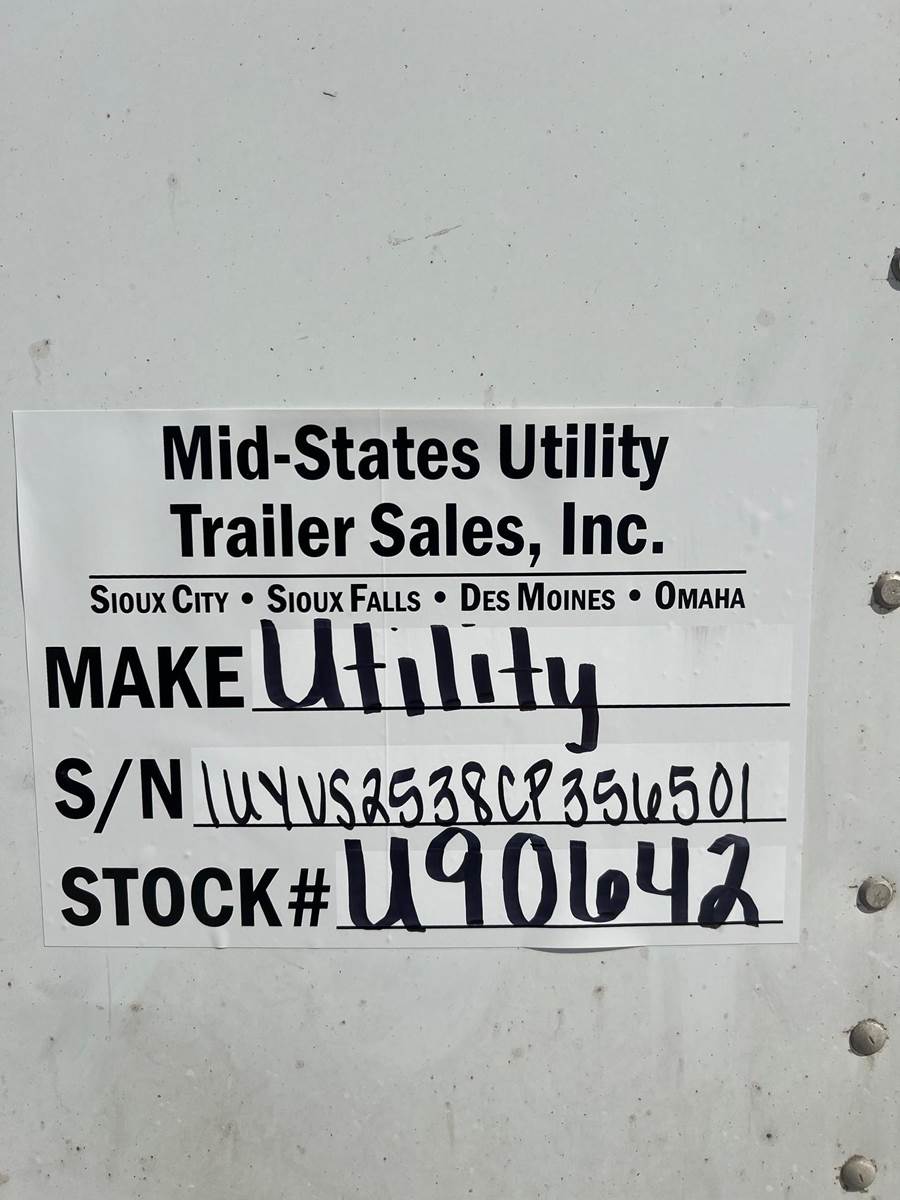 Mid-States Utility
Trailer Sales, Inc.
SIOUX CITY • SIOUX FALLS • DES MOINES • OMAHA
MAKE Utility
S/N 1UYVS2538CP356501
STOCK# U90642